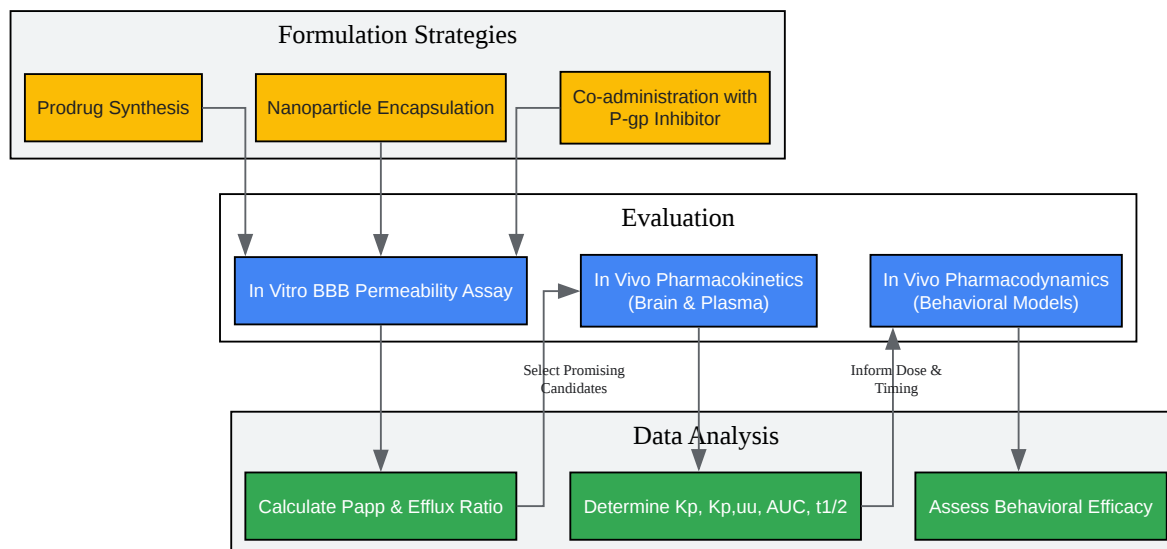 Formulation Strategies
Prodrug Synthesis
Nanoparticle Encapsulation
Co-administration with
P-gp Inhibitor
Evaluation
In Vitro BBB Permeability Assay
In Vivo Pharmacokinetics
(Brain & Plasma)
In Vivo Pharmacodynamics
(Behavioral Models)
Select Promising
Candidates
Inform Dose &
Timing
Data Analysis
Calculate Papp & Efflux Ratio
Determine Kp, Kp,uu, AUC, t1/2
Assess Behavioral Efficacy